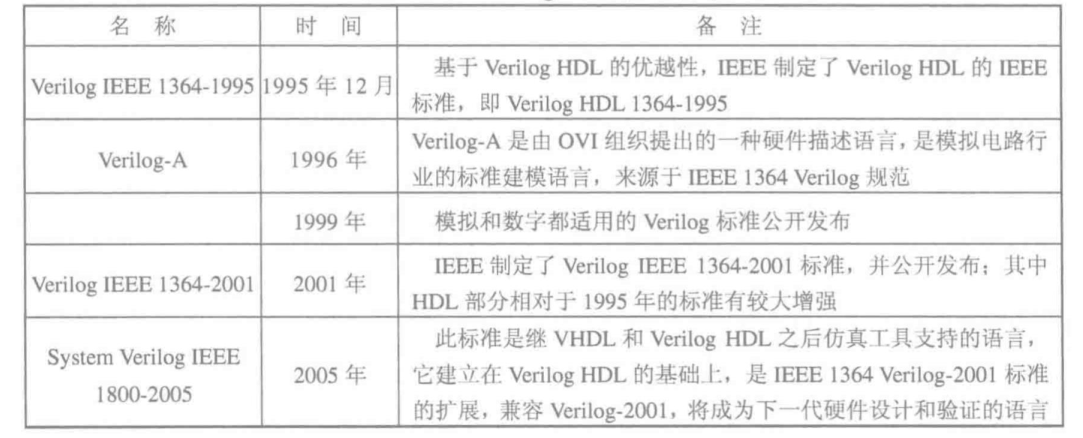 名 称 时 间 备 注
Verilog IEEE 1364-1995 1995 年 12 月 基于 Verilog HDL 的优越性，IEEE 制定了 Verilog HDL 的 IEEE
标准，即 Verilog HDL 1364-1995
Verilog-A 1996 年 Verilog-A 是由 OVI 组织提出的一种硬件描述语言，是模拟电路行
业的标准建模语言，来源于 IEEE 1364 Verilog 规范
1999 年 模拟和数字都适用的 Verilog 标准公开发布
Verilog IEEE 1364-2001 2001 年 IEEE 制定了 Verilog IEEE 1364-2001 标准，并公开发布；其中
HDL 部分相对于 1995 年的标准有较大增强
System Verilog IEEE
1800-2005
2005 年
此标准是继 VHDL 和 Verilog HDL 之后仿真工具支持的语言，
它建立在 Verilog HDL 的基础上，是 IEEE 1364 Verilog-2001 标准
的扩展，兼容 Verilog-2001，将成为下一代硬件设计和验证的语言